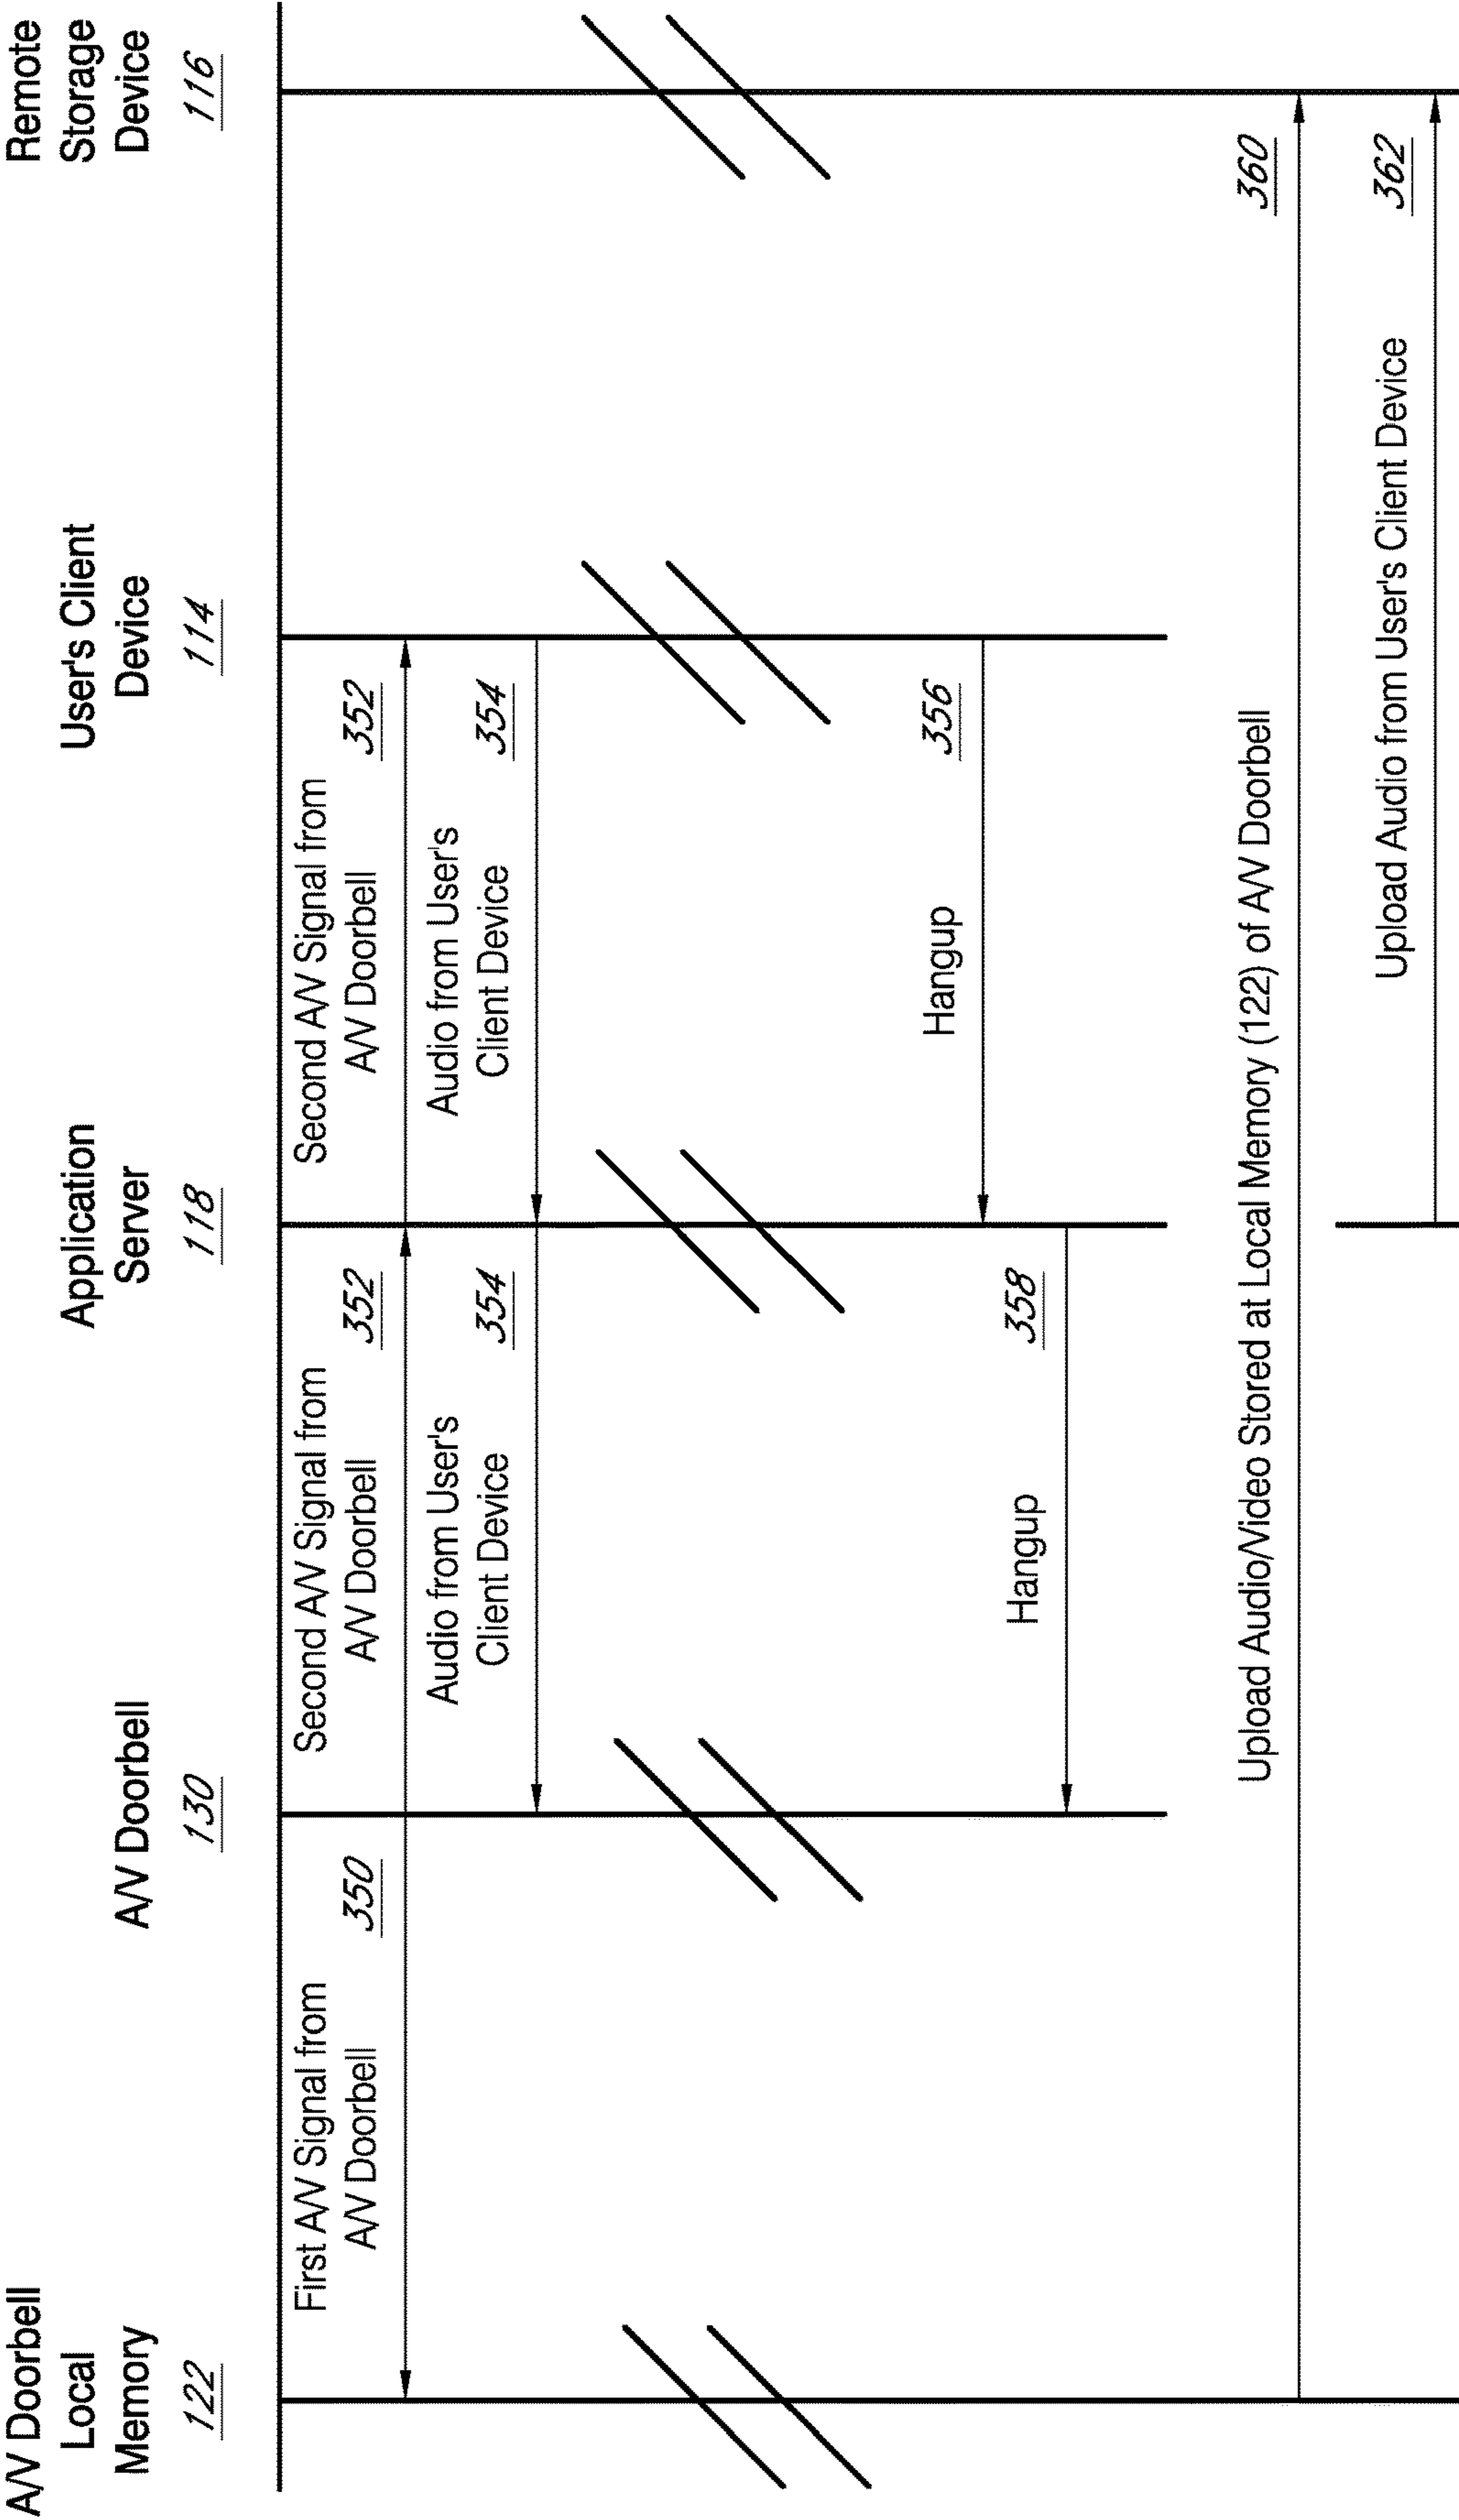 A/V Doorbell
Local
Memory
122
A/V Doorbell
130
Application
Server
118
User's Client
Device
114
Remote
Storage
Device
116
First A/V Signal from
A/V Doorbell
350
Second A/V Signal from
A/V Doorbell
352
Second A/V Signal from
A/V Doorbell
352
Audio from User's
Client Device
354
Audio from User's
Client Device
354
Hangup
356
Hangup
358
Upload Audio/Video Stored at Local Memory (122) of A/V Doorbell
360
Upload Audio from User's Client Device
362